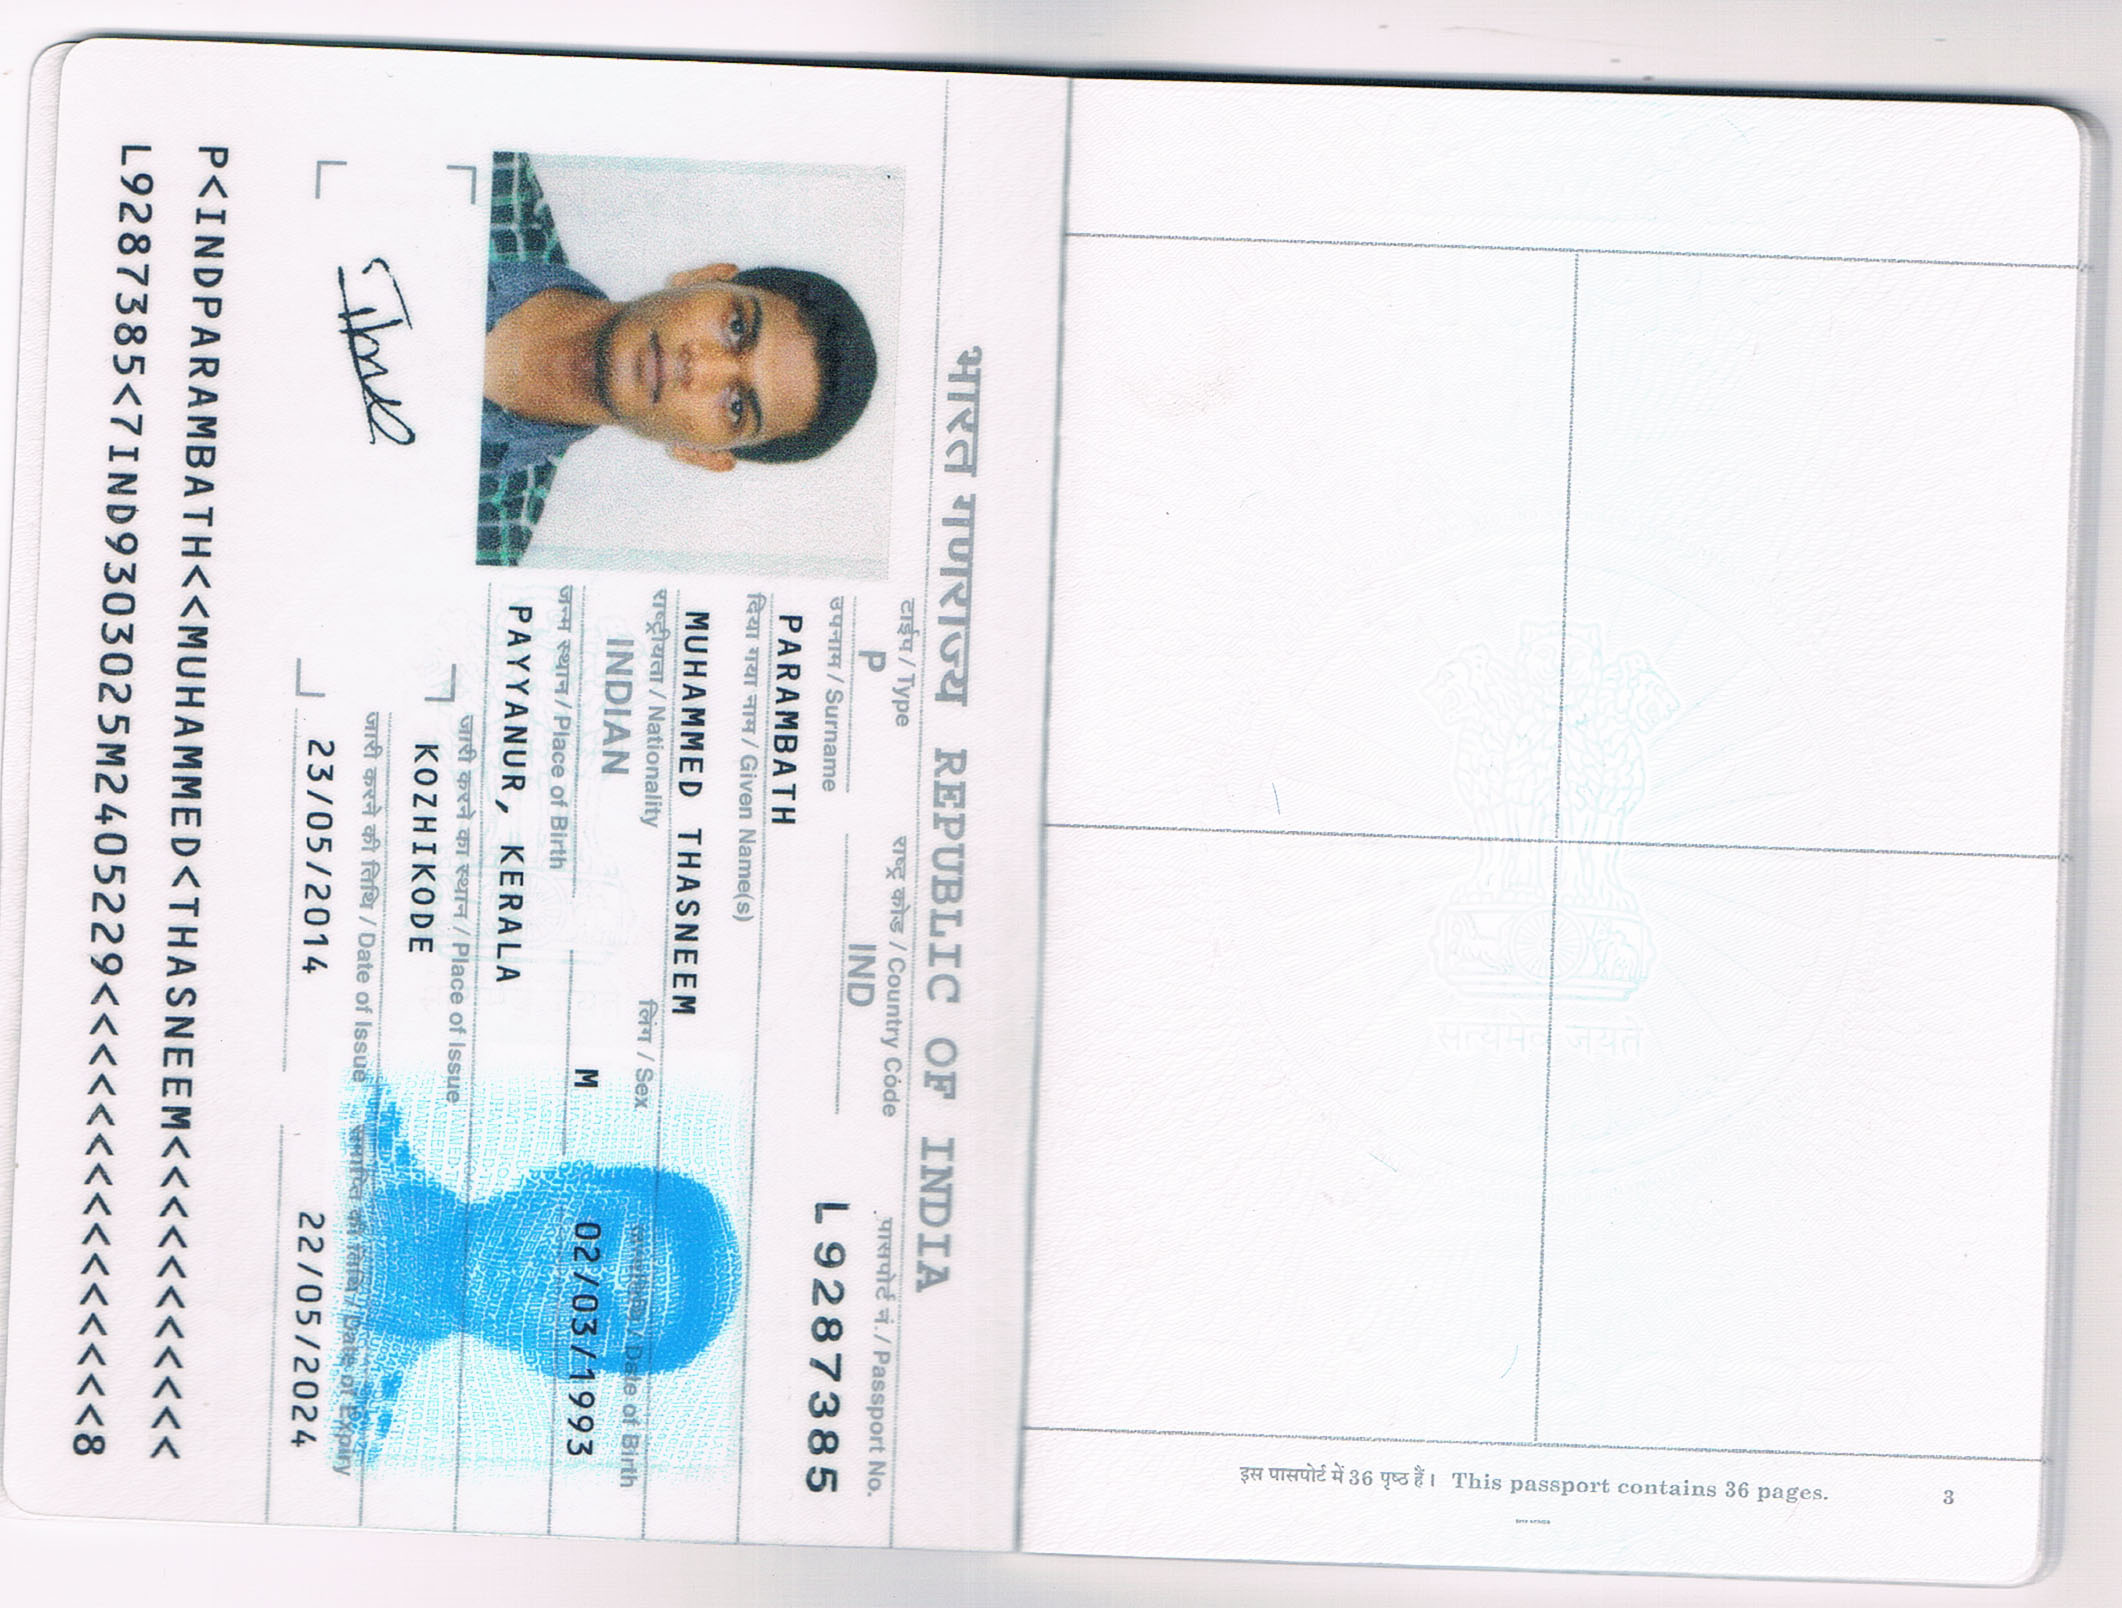 भारत गणराज्य REPUBLIC OF INDIA
टाईप / Type
राष्ट्र कोड / Country Code
पासपोर्ट नं. / Passport No.
P
IND
L9287385
उपनाम / Surname
PARAMBATH
दिया गया नाम / Given Name(s)
MUHAMMED THASNEEM
राष्ट्रीयता / Nationality
लिंग / Sex
जन्मतिथि / Date of Birth
INDIAN
M
02/03/1993
जन्म स्थान / Place of Birth
PAYYANUR, KERALA
जारी करने का स्थान / Place of Issue
KOZHIKODE
जारी करने की तिथि / Date of Issue
समाप्ति की तिथि / Date of Expiry
23/05/2014
22/05/2024
P<INDPARAMBATH<<MUHAMMED<THASNEEM<<<<<<<<<<<
L9287385<7IND9303025M2405229<<<<<<<<<<<<<<<8
सत्यमेव जयते
इस पासपोर्ट में 36 पृष्ठ हैं। This passport contains 36 pages.
3